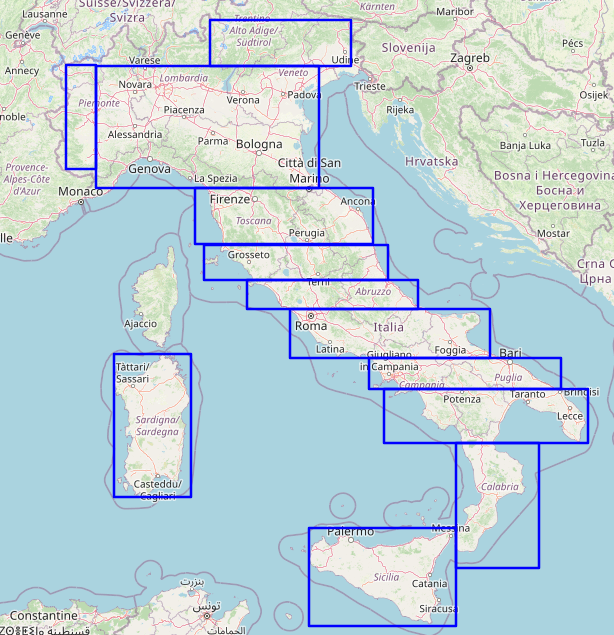 Lausanne
Suisse/Svizzera/
Svizra
Trentino
Alto Adige/
Südtirol
Kärnten
Maribor
Genève
Slovenija
Zagreb
Pécs
Annecy
Varese
Udine
Veneto
Lombardia
Novara
Padova
Trieste
Osijek
Piemonte
Verona
Piacenza
Rijeka
noble
Alessandria
Parma
Bologna
Banja Luka
Tuzla
Genova
Città di San
Marino
Hrvatska
Provence-
Alpes-Côte
d'Azur
La Spezia
Bosna i Hercegovina
Босна и
Херцеговина
Monaco
Firenze
Ancona
Toscana
Perugia
Mostar
lle
Grosseto
Crna G
Црна
Terni
Abruzzo
Ajaccio
Roma
Italia
Latina
Foggia
Giugliano
in Campania
Bari
Tàttari/
Sassari
Campania
Puglia
Potenza
Taranto
Brindisi
Lecce
Sardigna/
Sardegna
Casteddu/
Cagliari
Calabria
Palermo
Messina
Sicilia
Catania
Siracusa
بنزرت
تونس
Constantine
قسنطينة
الحمامات